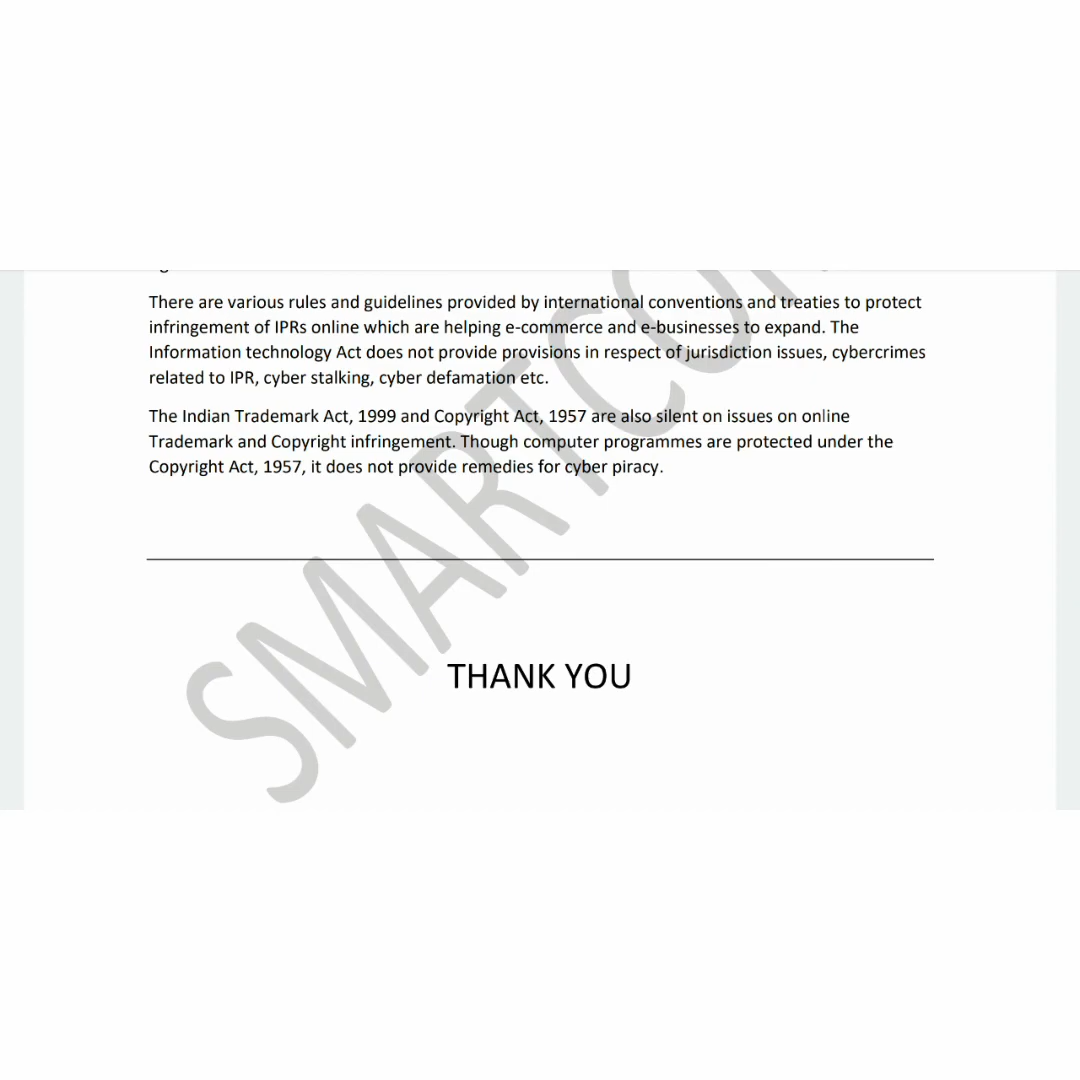 There are various rules and guidelines provided by international conventions and treaties to protect
infringement of IPRs online which are helping e-commerce and e-businesses to expand. The
Information technology Act does not provide provisions in respect of jurisdiction issues, cybercrimes
related to IPR, cyber stalking, cyber defamation etc.
The Indian Trademark Act, 1999 and Copyright Act, 1957 are also silent on issues on online
Trademark and Copyright infringement. Though computer programmes are protected under the
Copyright Act, 1957, it does not provide remedies for cyber piracy.
THANK YOU